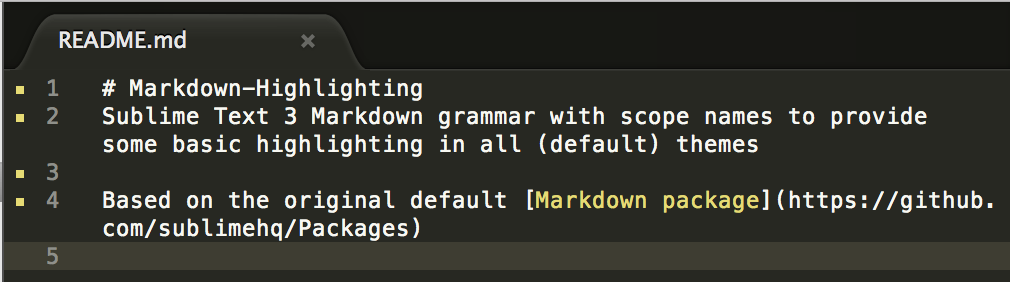 README.md ×
1 # Markdown-Highlighting
2 Sublime Text 3 Markdown grammar with scope names to provide
some basic highlighting in all (default) themes
3
4 Based on the original default [Markdown package](https://github.
com/sublimehq/Packages)
5